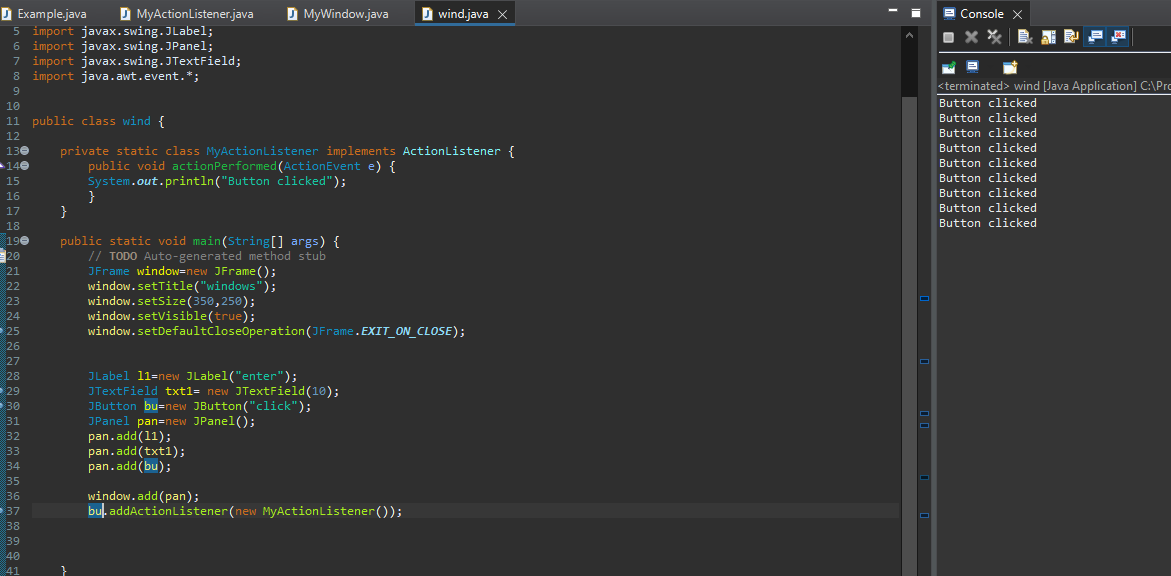 Example.java MyActionListener.java MyWindow.java wind.java
5 import javax.swing.JLabel;
6 import javax.swing.JPanel;
7 import javax.swing.JTextField;
8 import java.awt.event.*;
9
10
11 public class wind {
12
13 private static class MyActionListener implements ActionListener {
14 public void actionPerformed(ActionEvent e) {
15 System.out.println("Button clicked");
16 }
17 }
18
19 public static void main(String[] args) {
20 // TODO Auto-generated method stub
21 JFrame window=new JFrame();
22 window.setTitle("windows");
23 window.setSize(350,250);
24 window.setVisible(true);
25 window.setDefaultCloseOperation(JFrame.EXIT_ON_CLOSE);
26
27
28 JLabel l1=new JLabel("enter");
29 JTextField txt1= new JTextField(10);
30 JButton bu=new JButton("click");
31 JPanel pan=new JPanel();
32 pan.add(l1);
33 pan.add(txt1);
34 pan.add(bu);
35
36 window.add(pan);
37 bu.addActionListener(new MyActionListener());
38
39
40
41 }
Console
<terminated> wind [Java Application] C:\Pro
Button clicked
Button clicked
Button clicked
Button clicked
Button clicked
Button clicked
Button clicked
Button clicked
Button clicked